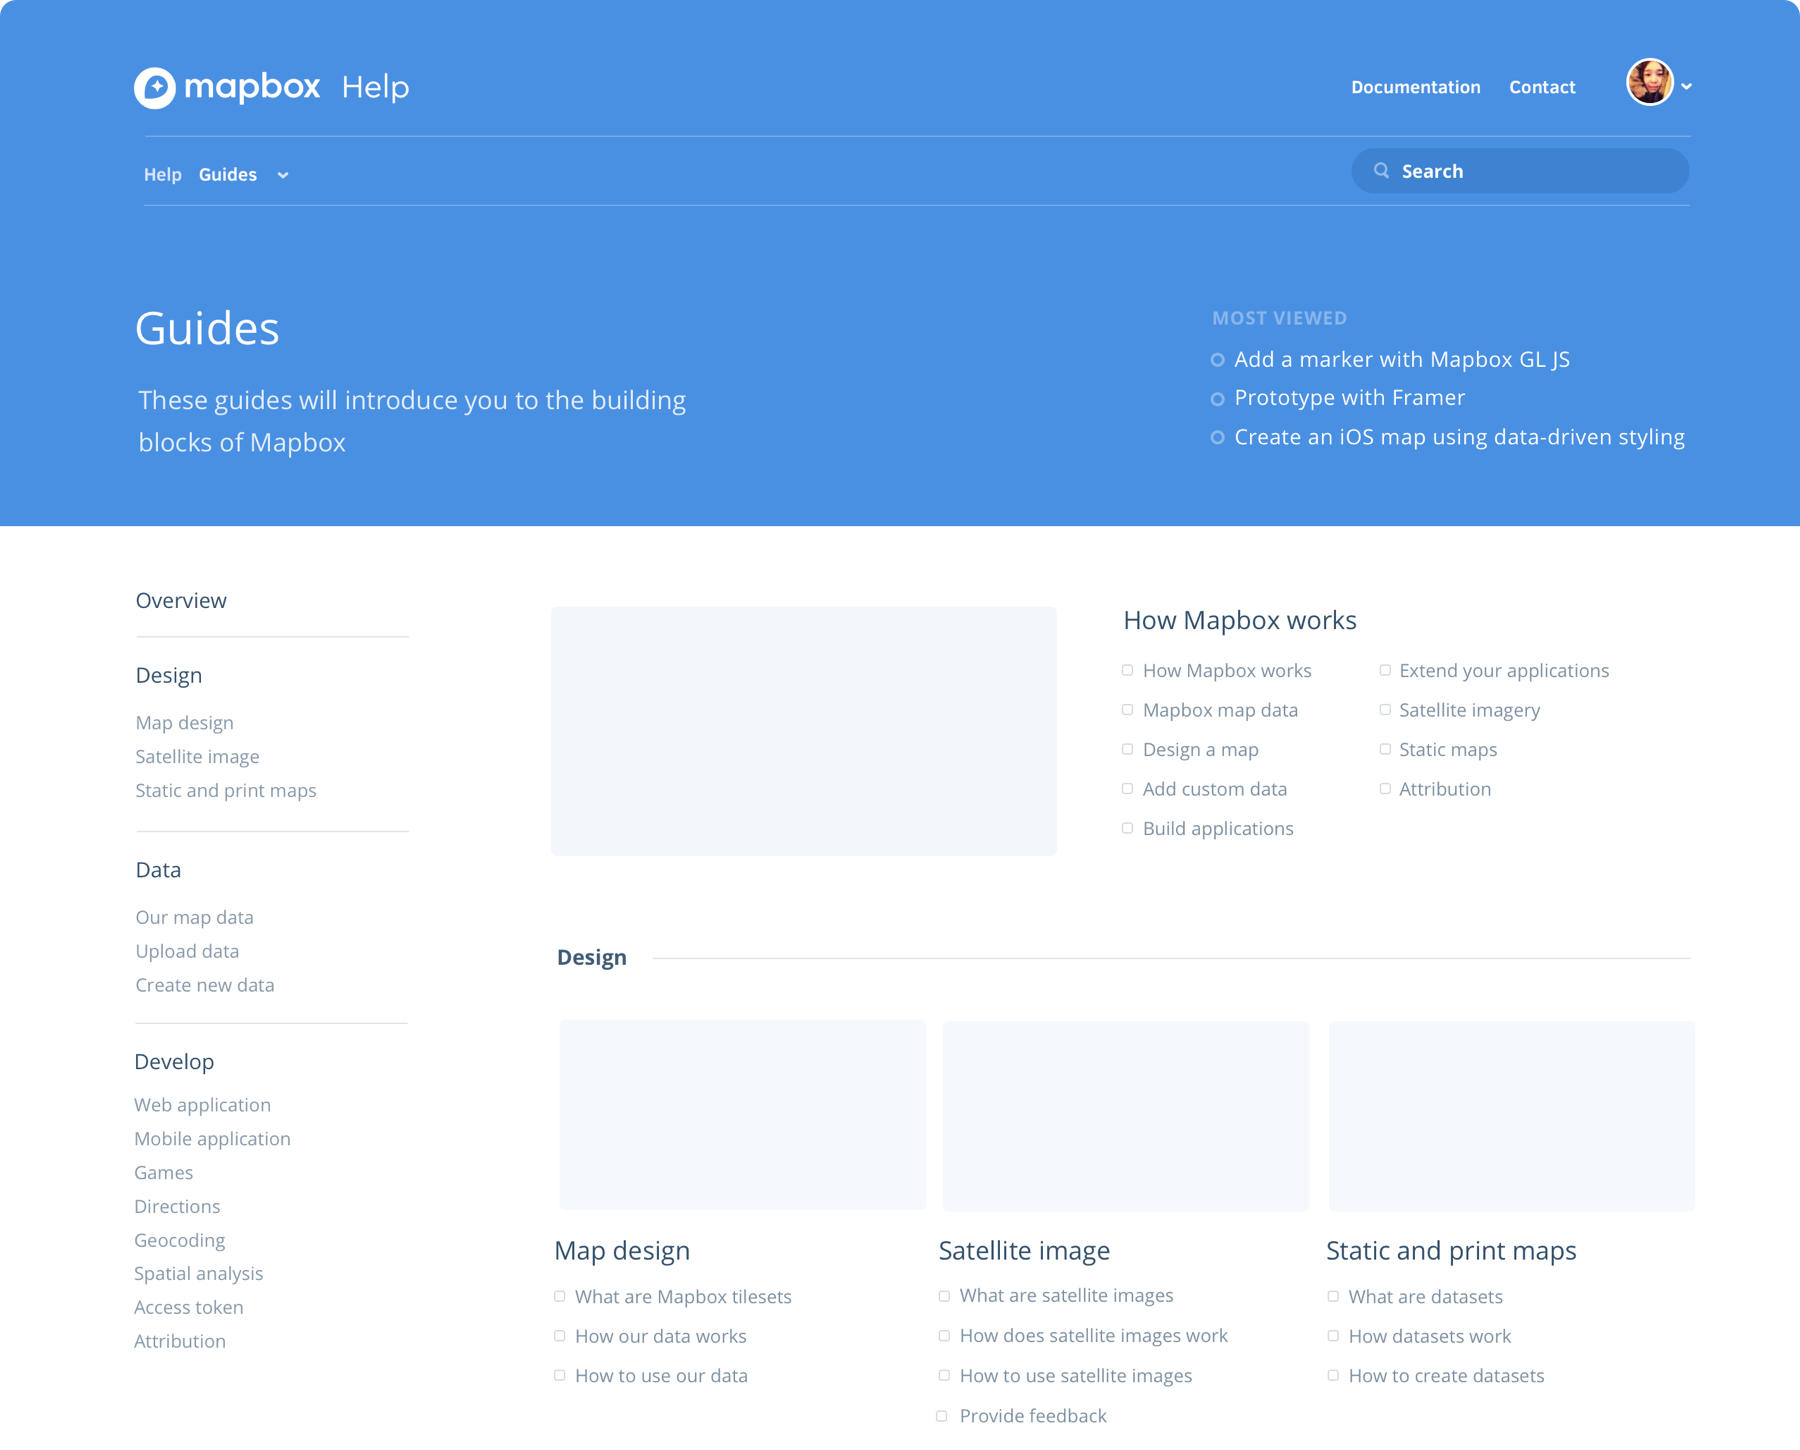 mapbox Help
Documentation
Contact
Help
Guides
Search
Guides
These guides will introduce you to the building
blocks of Mapbox
MOST VIEWED
Add a marker with Mapbox GL JS
Prototype with Framer
Create an iOS map using data-driven styling
Overview
Design
Map design
Satellite image
Static and print maps
Data
Our map data
Upload data
Create new data
Develop
Web application
Mobile application
Games
Directions
Geocoding
Spatial analysis
Access token
Attribution
How Mapbox works
How Mapbox works
Mapbox map data
Design a map
Add custom data
Build applications
Extend your applications
Satellite imagery
Static maps
Attribution
Design
Map design
What are Mapbox tilesets
How our data works
How to use our data
Satellite image
What are satellite images
How does satellite images work
How to use satellite images
Provide feedback
Static and print maps
What are datasets
How datasets work
How to create datasets